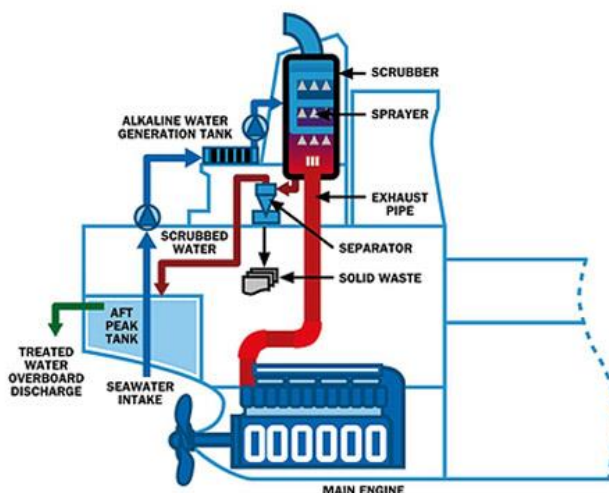 SCRUBBER
SPRAYER
ALKALINE WATER
GENERATION TANK
EXHAUST
PIPE
SCRUBBED
WATER
SEPARATOR
SOLID WASTE
AFT
PEAK
TANK
TREATED
WATER
OVERBOARD
DISCHARGE
SEAWATER
INTAKE
MAIN ENGINE